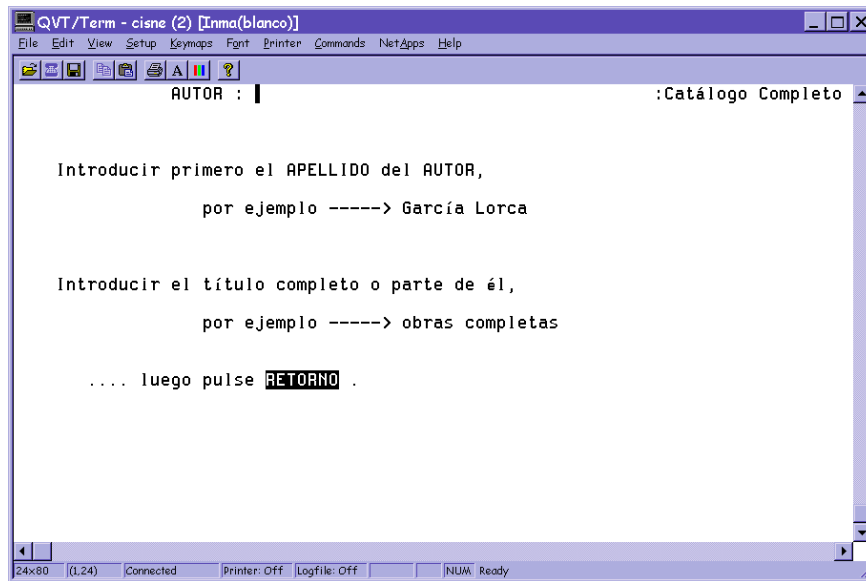 QVT/Term - cisne (2) [Inma(blanco)]
File Edit View Setup Keymaps Font Printer Commands NetApps Help
A ?
AUTOR : :Catálogo Completo
Introducir primero el APELLIDO del AUTOR,
por ejemplo -----> García Lorca
Introducir el título completo o parte de él,
por ejemplo -----> obras completas
.... luego pulse RETORNO .
24x80 (1,24) Connected Printer: Off Logfile: Off NUM Ready